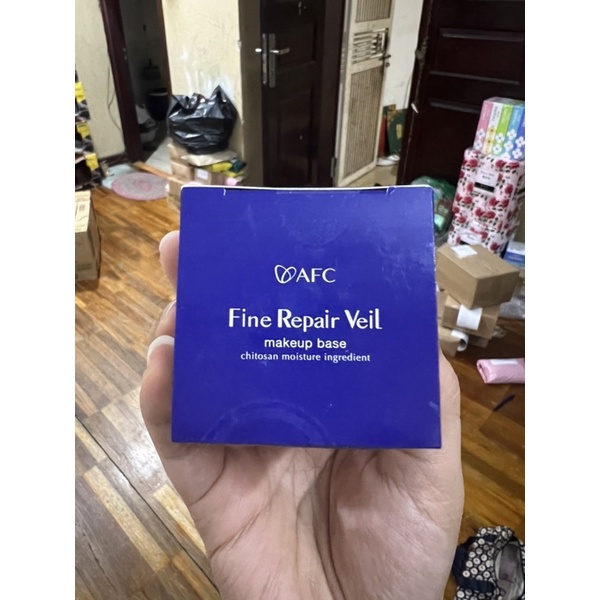 AFC
Fine Repair Veil
makeup base
chitosan moisture ingredient